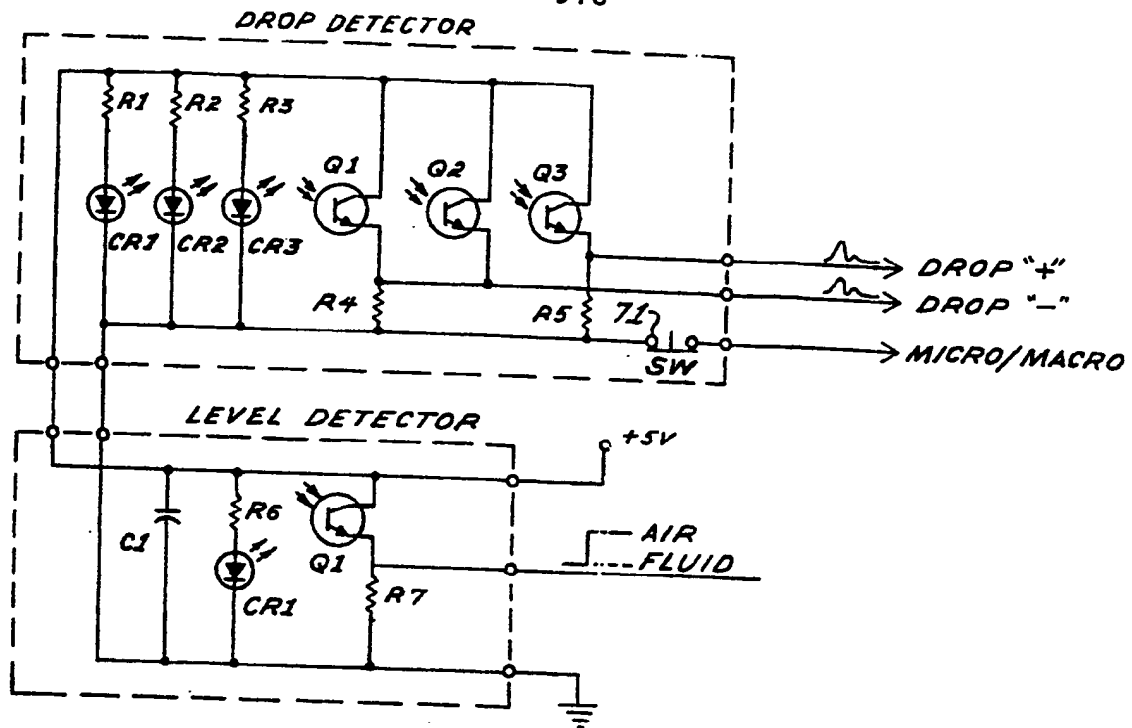 DROP DETECTOR
R1 R2 R3
Q1 Q2 Q3
CR1 CR2 CR3
DROP "+"
DROP "-"
R4 R5 71
SW
MICRO/MACRO
LEVEL DETECTOR
+5V
R6
C1 Q1
AIR
FLUID
CR1 R7